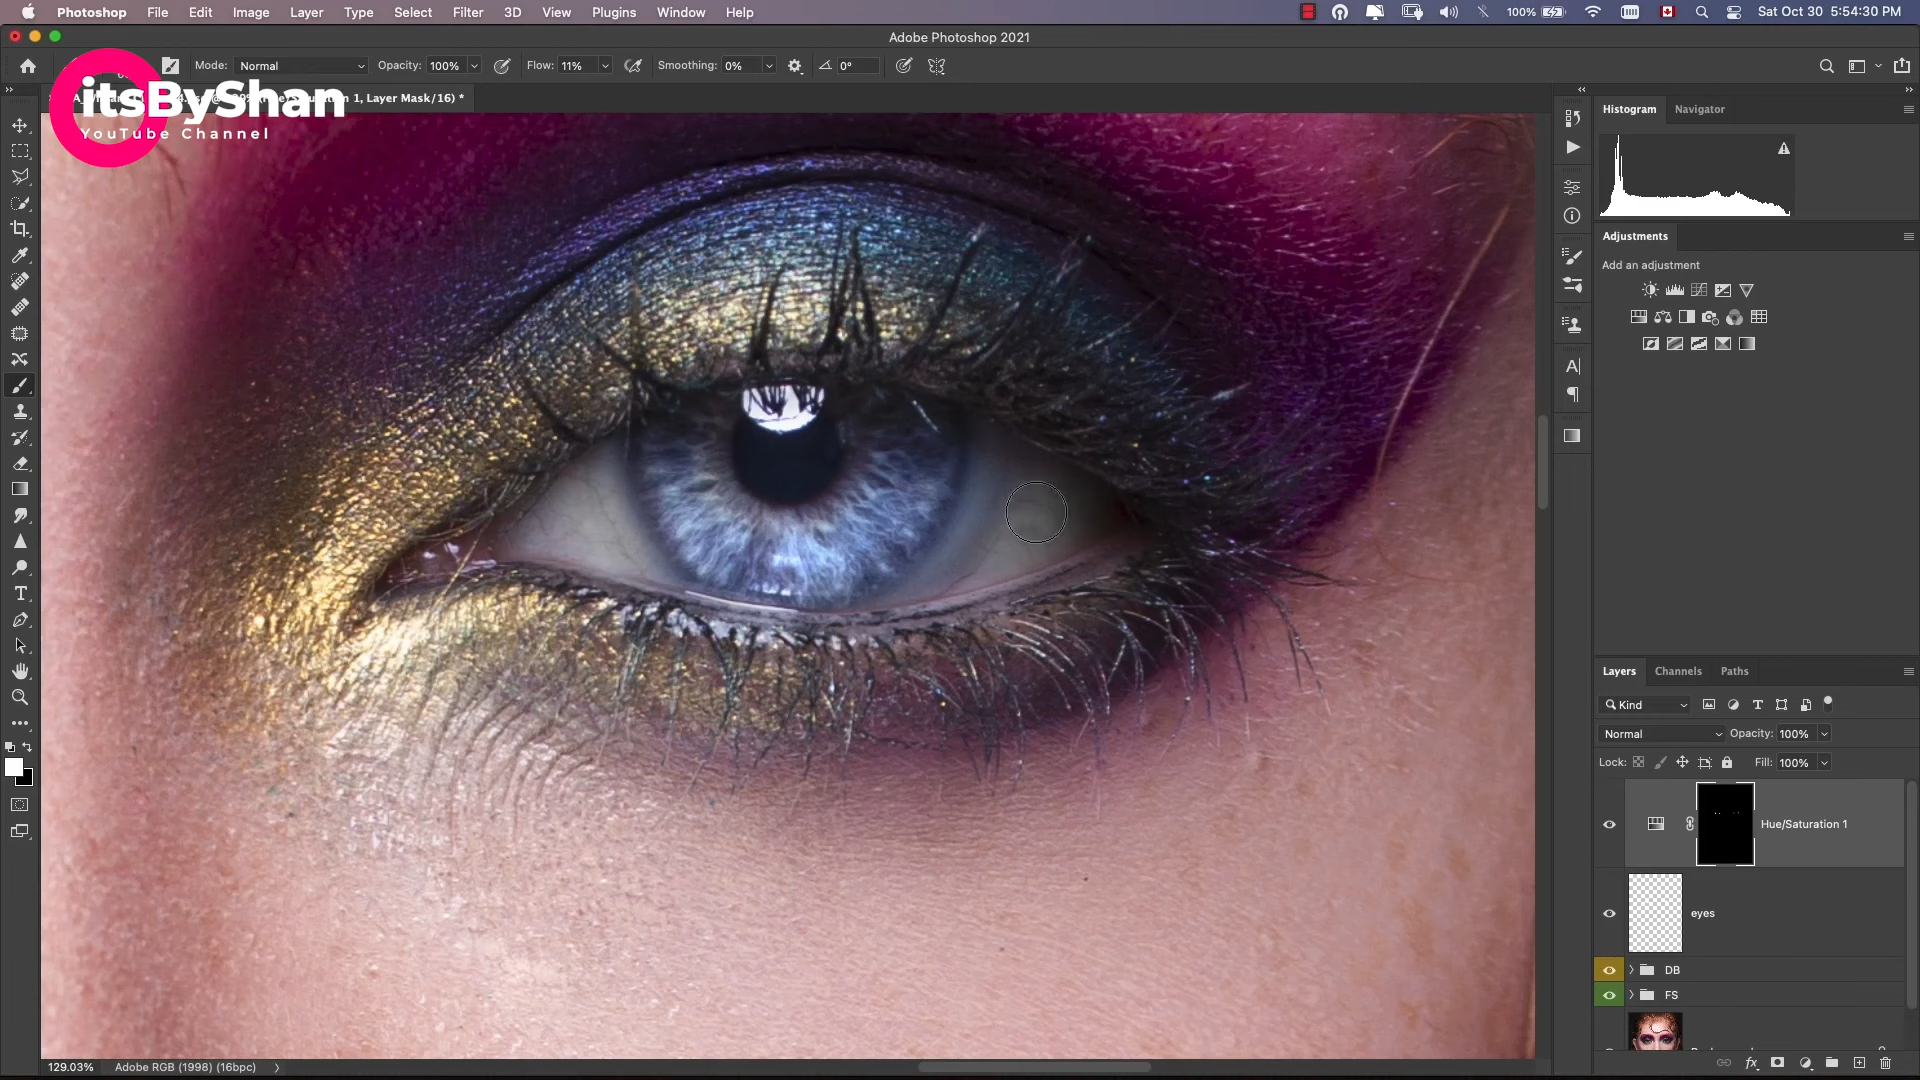 Photoshop File Edit Image Layer Type Select Filter 3D View Plugins Window Help 100% Sat Oct 30 5:54:30 PM
Adobe Photoshop 2021
Mode: Normal Opacity: 100% Flow: 11% Smoothing: 0% 0°
itsByShan
YouTube Channel
1, Layer Mask/16) *
Histogram Navigator
Adjustments
Add an adjustment
Layers Channels Paths
Kind
Normal Opacity: 100%
Lock: Fill: 100%
Hue/Saturation 1
eyes
DB
FS
129.03% Adobe RGB (1998) (16bpc)